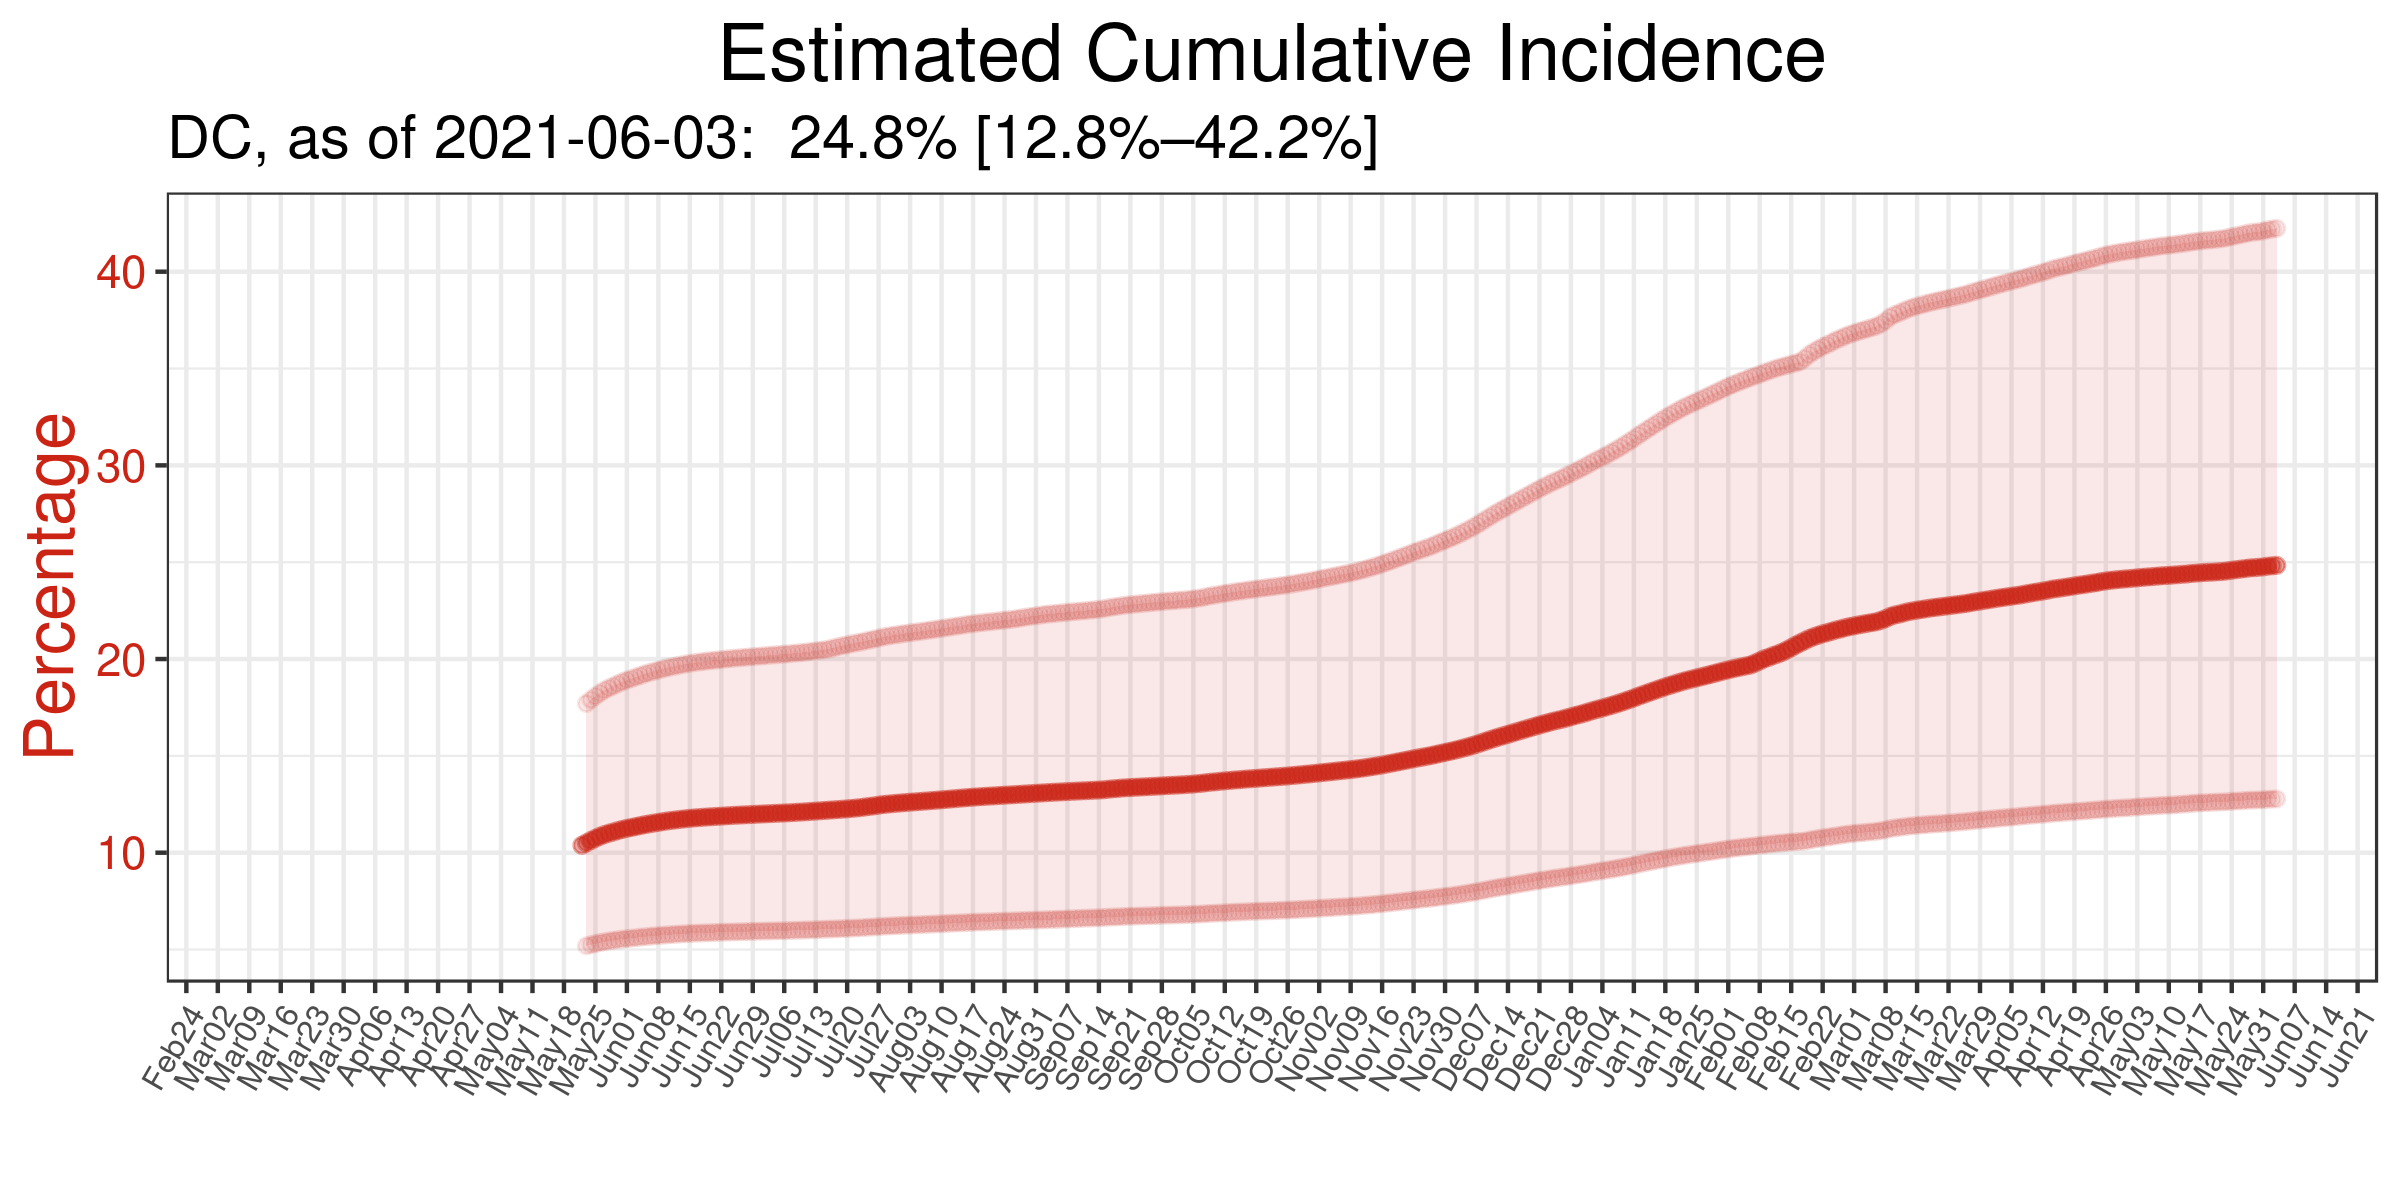 Estimated Cumulative Incidence
DC, as of 2021-06-03:  24.8% [12.8%–42.2%]
Percentage
40
30
20
10
Feb24 Mar02 Mar09 Mar16 Mar23 Mar30 Apr06 Apr13 Apr20 Apr27 May04 May11 May18 May25 Jun01 Jun08 Jun15 Jun22 Jun29 Jul06 Jul13 Jul20 Jul27 Aug03 Aug10 Aug17 Aug24 Aug31 Sep07 Sep14 Sep21 Sep28 Oct05 Oct12 Oct19 Oct26 Nov02 Nov09 Nov16 Nov23 Nov30 Dec07 Dec14 Dec21 Dec28 Jan04 Jan11 Jan18 Jan25 Feb01 Feb08 Feb15 Feb22 Mar01 Mar08 Mar15 Mar22 Mar29 Apr05 Apr12 Apr19 Apr26 May03 May10 May17 May24 May31 Jun07 Jun14 Jun21